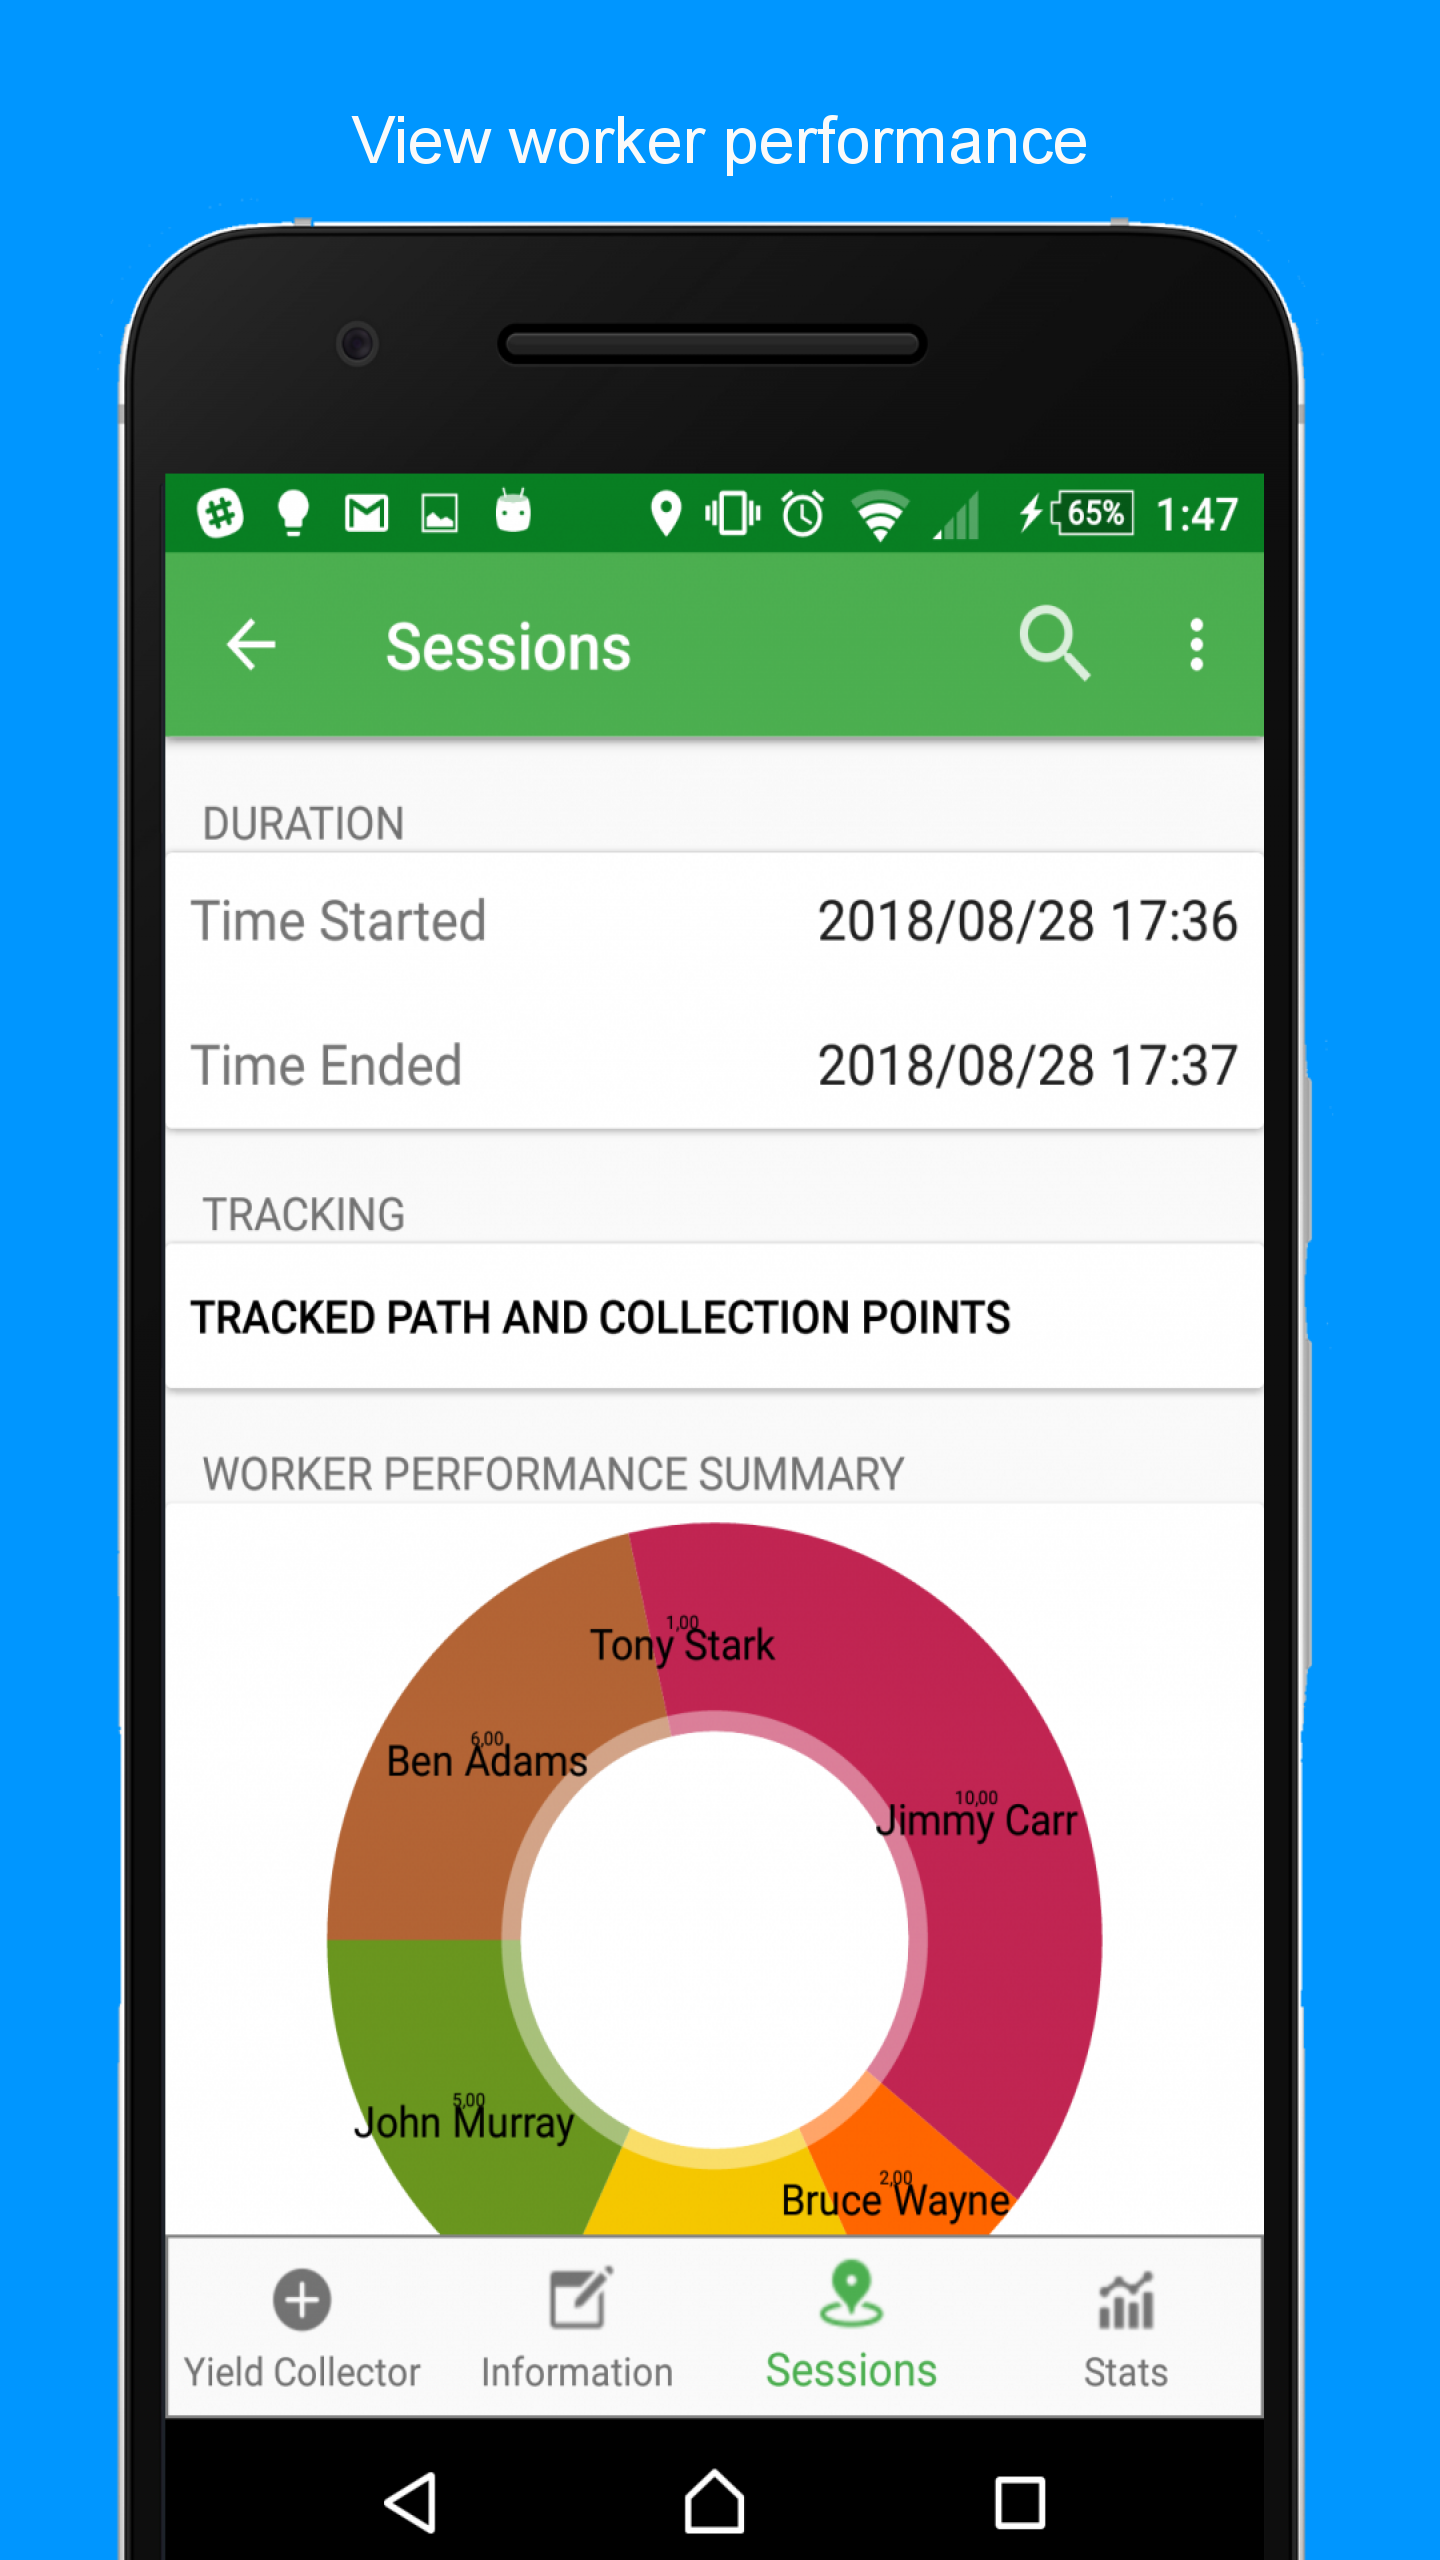 View worker performance
65% 1:47
Sessions
DURATION
Time Started 2018/08/28 17:36
Time Ended 2018/08/28 17:37
TRACKING
TRACKED PATH AND COLLECTION POINTS
WORKER PERFORMANCE SUMMARY
1,00
Tony Stark
6,00
Ben Adams
10,00
Jimmy Carr
5,00
John Murray
2,00
Bruce Wayne
Yield Collector Information Sessions Stats